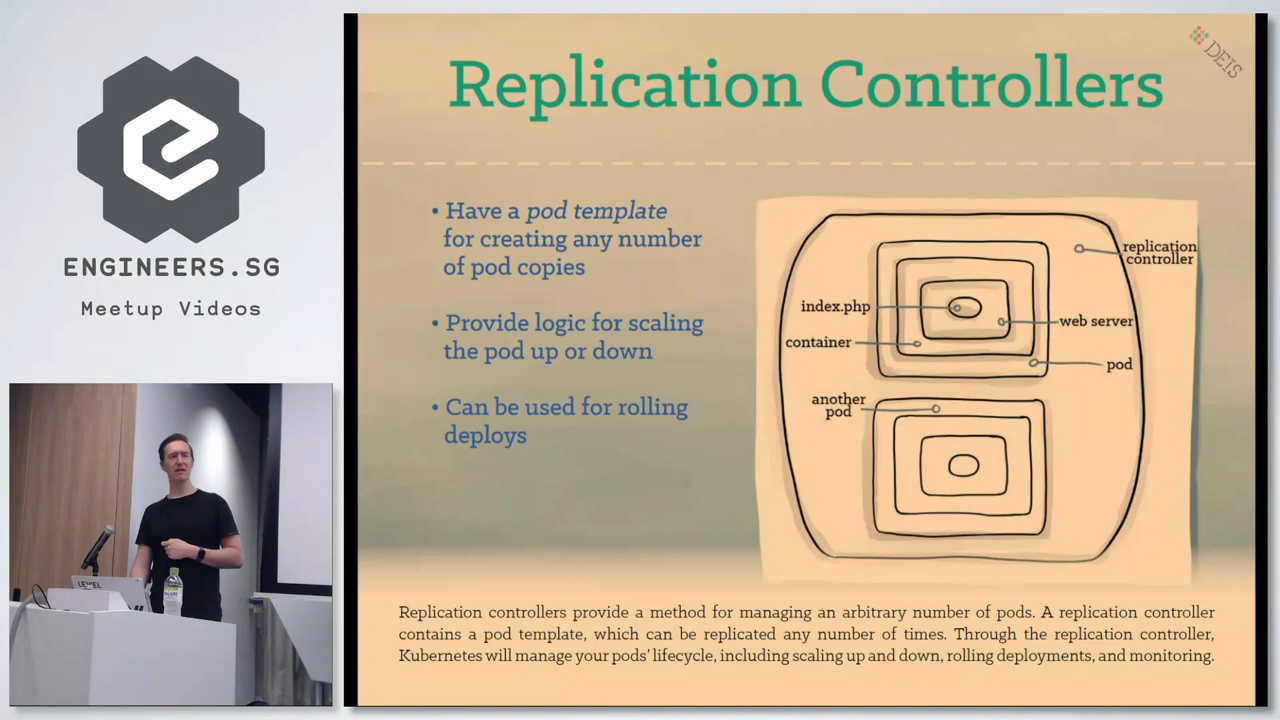 ENGINEERS.SG
Meetup Videos
DEIS
Replication Controllers
• Have a pod template
for creating any number
of pod copies
• Provide logic for scaling
the pod up or down
• Can be used for rolling
deploys
replication
controller
index.php
web server
container
pod
another
pod
Replication controllers provide a method for managing an arbitrary number of pods. A replication controller
contains a pod template, which can be replicated any number of times. Through the replication controller,
Kubernetes will manage your pods' lifecycle, including scaling up and down, rolling deployments, and monitoring.